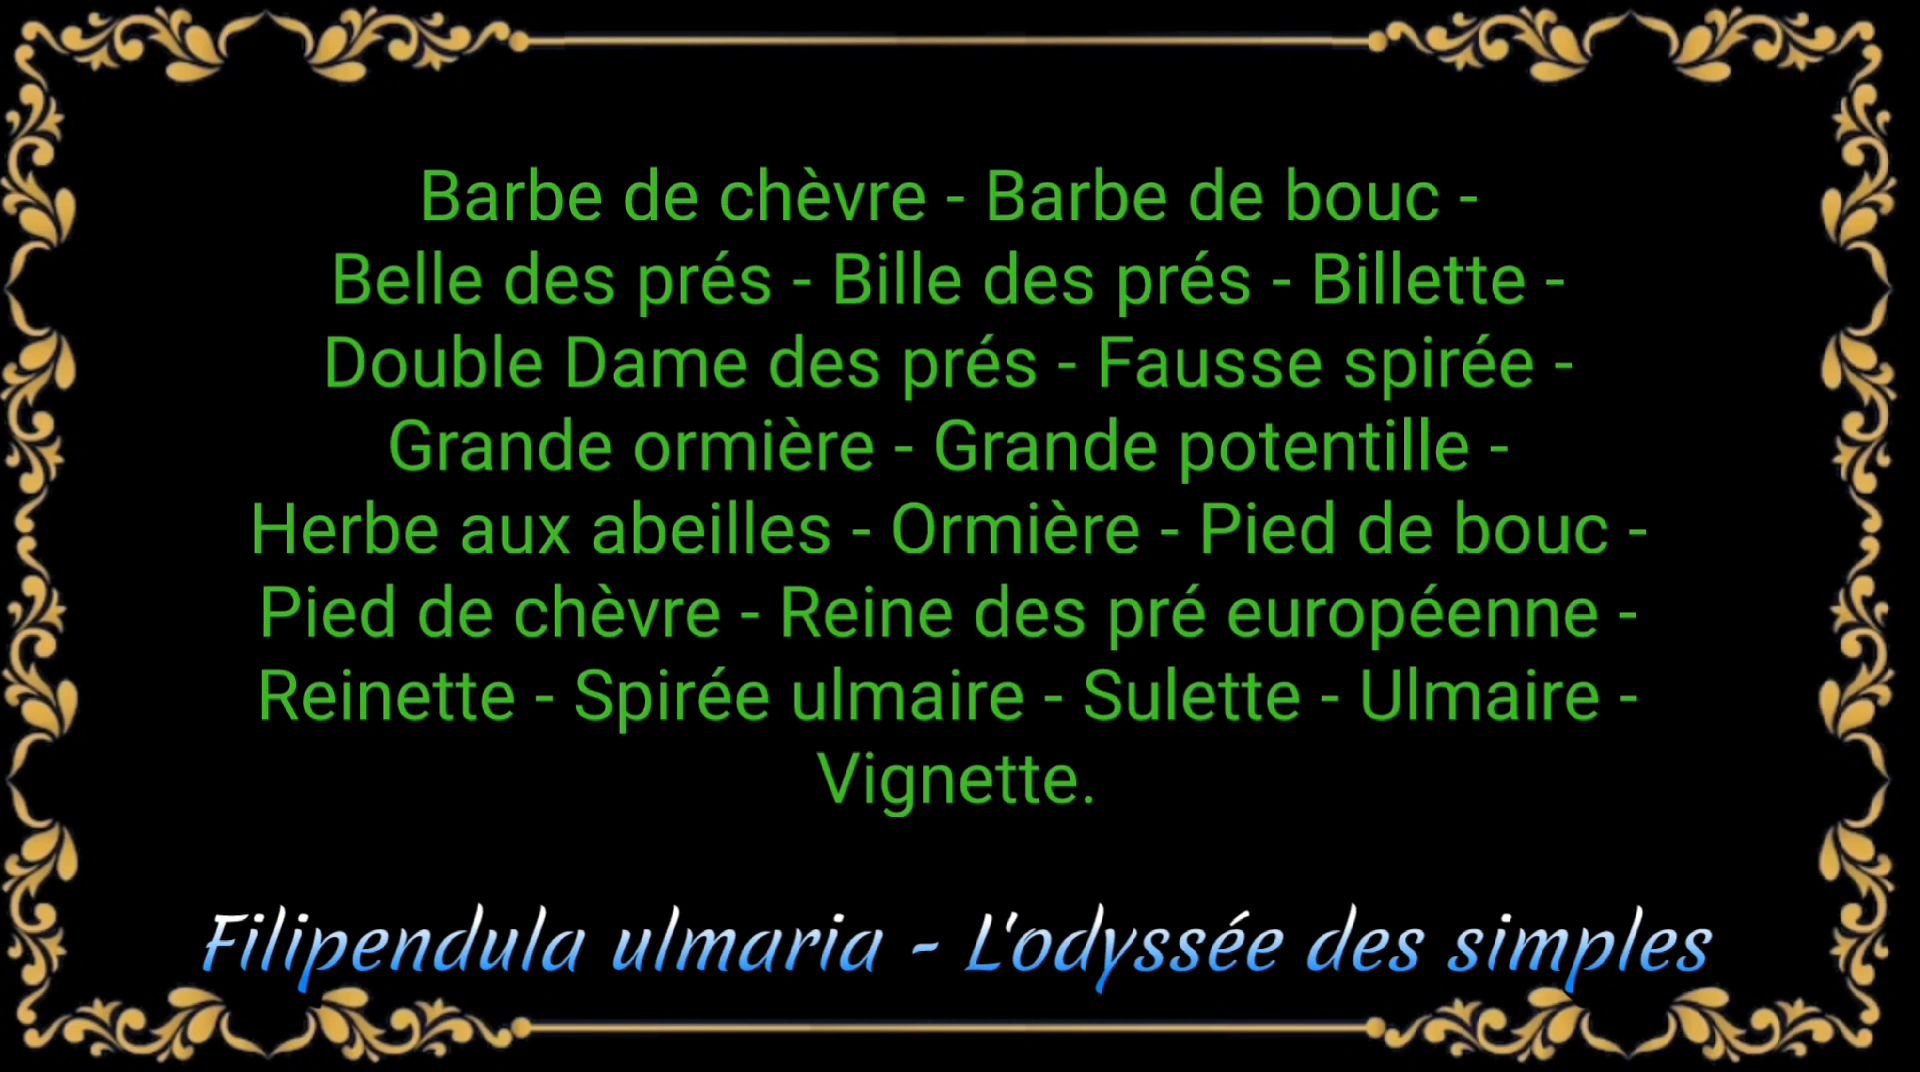 Barbe de chèvre - Barbe de bouc -
Belle des prés - Bille des prés - Billette -
Double Dame des prés - Fausse spirée -
Grande ormière - Grande potentille -
Herbe aux abeilles - Ormière - Pied de bouc -
Pied de chèvre - Reine des pré européenne -
Reinette - Spirée ulmaire - Sulette - Ulmaire -
Vignette.
Filipendula ulmaria - L'odyssée des simples